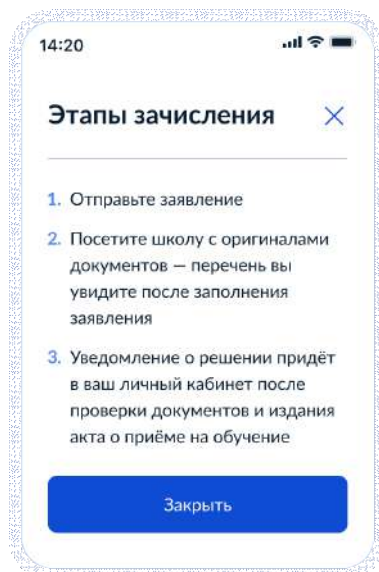 14:20
Этапы зачисления
1. Отправьте заявление
2. Посетите школу с оригиналами
документов — перечень вы
увидите после заполнения
заявления
3. Уведомление о решении придёт
в ваш личный кабинет после
проверки документов и издания
акта о приёме на обучение
Закрыть